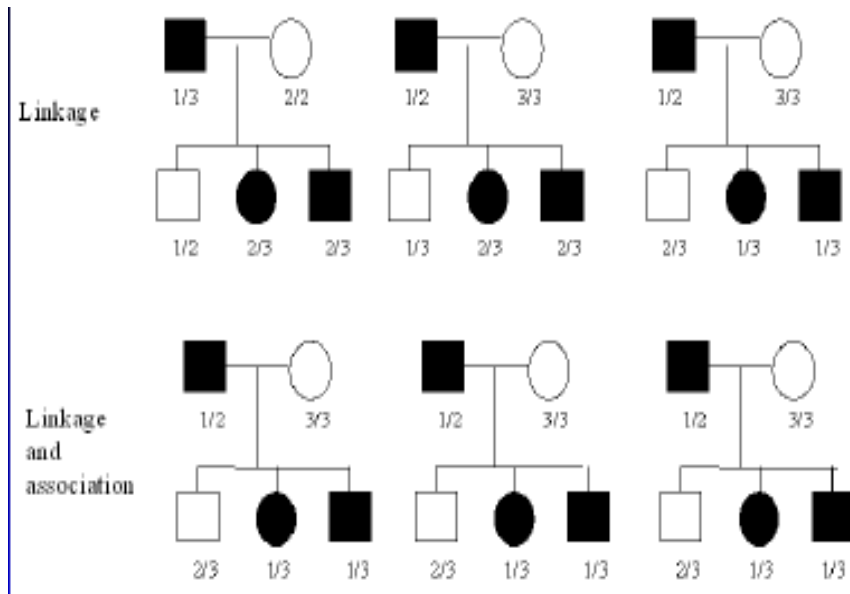 Linkage
1/3 2/2 1/2 3/3 1/2 3/3
1/2 2/3 2/3 1/3 2/3 2/3 2/3 1/3 1/3
Linkage
and
association
1/2 3/3 1/2 3/3 1/2 3/3
2/3 1/3 1/3 2/3 1/3 1/3 2/3 1/3 1/3